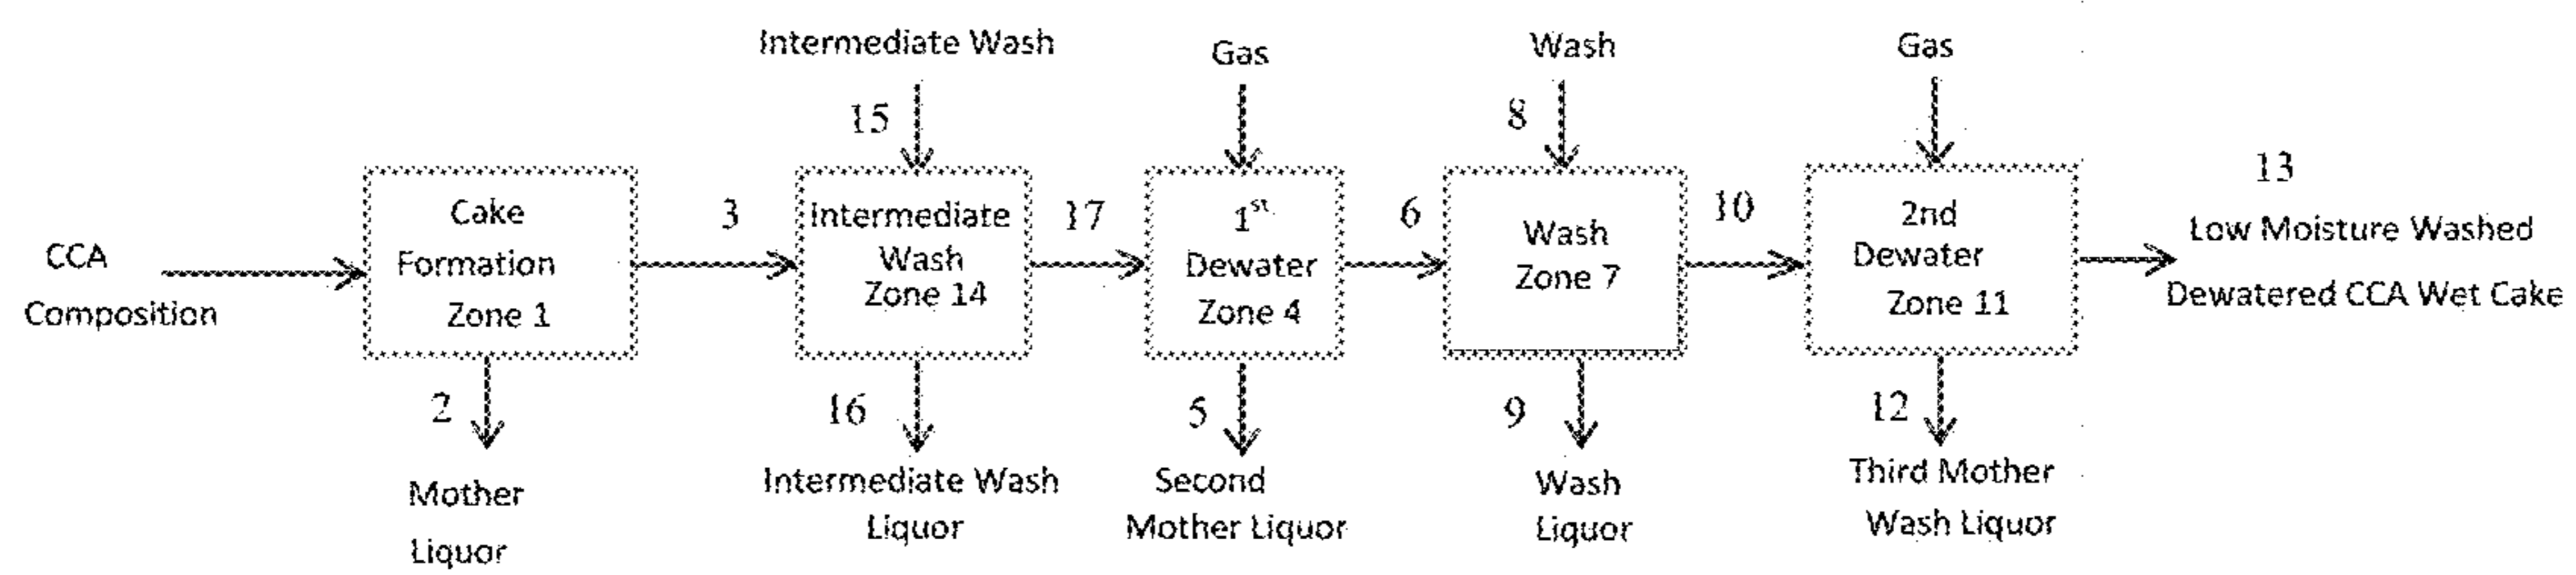 Intermediate Wash
Gas
Wash
Gas
15
8
13
CCA
Composition
Cake
Formation
Zone 1
3
Intermediate
Wash
Zone 14
17
1st
Dewater
Zone 4
6
Wash
Zone 7
10
2nd
Dewater
Zone 11
Low Moisture Washed
Dewatered CCA Wet Cake
2
16
5
9
12
Mother
Liquor
Intermediate Wash
Liquor
Second
Mother Liquor
Wash
Liquor
Third Mother
Wash Liquor